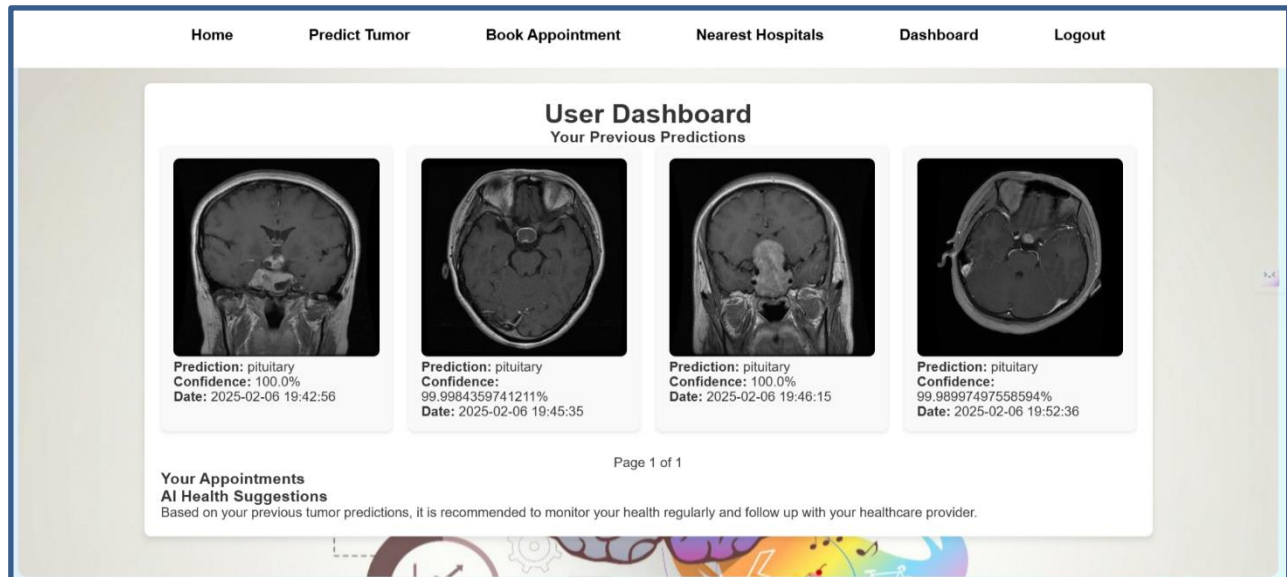 Home Predict Tumor Book Appointment Nearest Hospitals Dashboard Logout
User Dashboard
Your Previous Predictions
Prediction: pituitary
Confidence: 100.0%
Date: 2025-02-06 19:42:56
Prediction: pituitary
Confidence:
99.9984359741211%
Date: 2025-02-06 19:45:35
Prediction: pituitary
Confidence: 100.0%
Date: 2025-02-06 19:46:15
Prediction: pituitary
Confidence:
99.98997497558594%
Date: 2025-02-06 19:52:36
Page 1 of 1
Your Appointments
AI Health Suggestions
Based on your previous tumor predictions, it is recommended to monitor your health regularly and follow up with your healthcare provider.